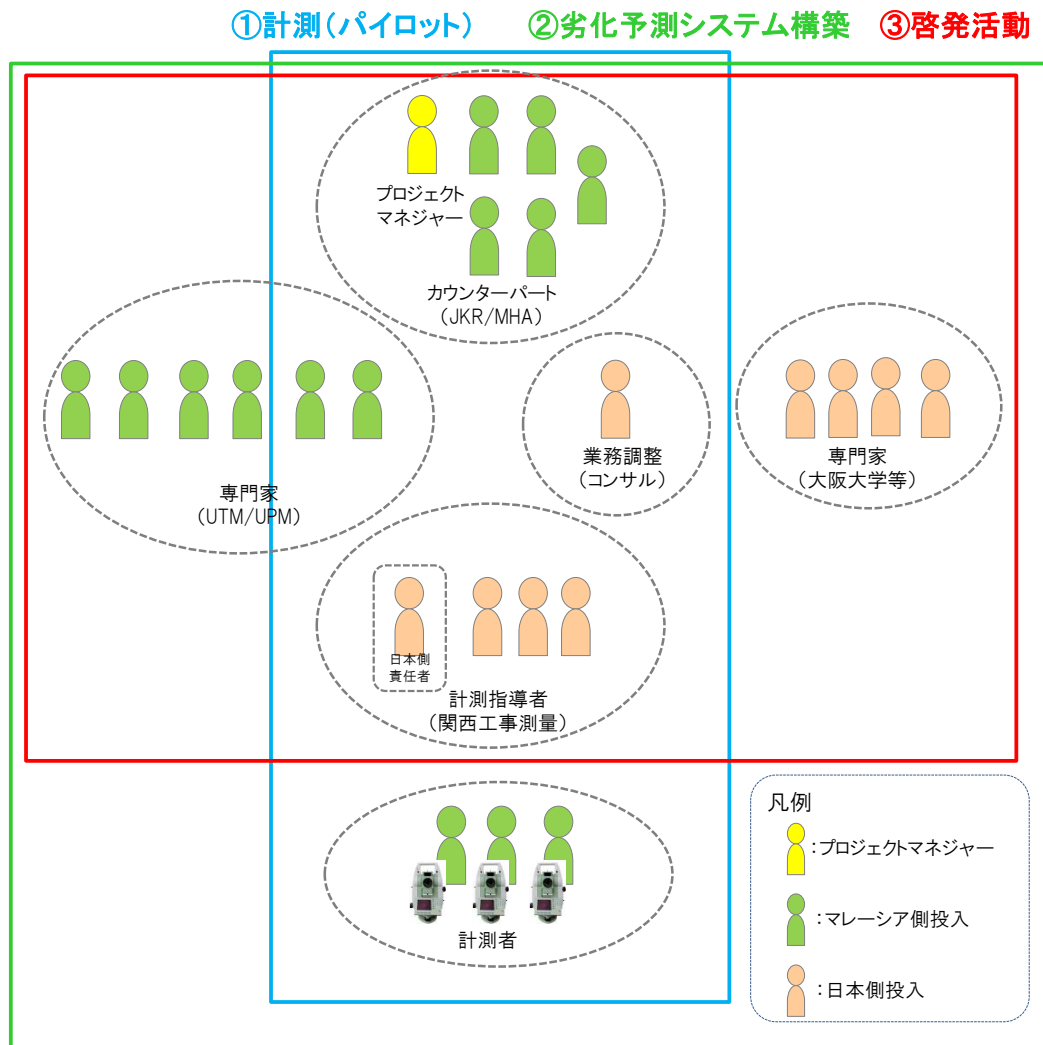 ①計測(パイロット)
②劣化予測システム構築
③啓発活動
プロジェクト
マネジャー
カウンターパート
(JKR/MHA)
専門家
(UTM/UPM)
業務調整
(コンサル)
専門家
(大阪大学等)
日本側
責任者
計測指導者
(関西工事測量)
計測者
凡例
:プロジェクトマネジャー
:マレーシア側投入
:日本側投入